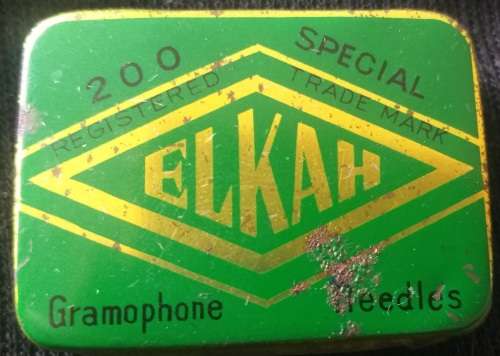 200 SPECIAL
REGISTERED TRADE MARK
ELKAH
Gramophone Needles